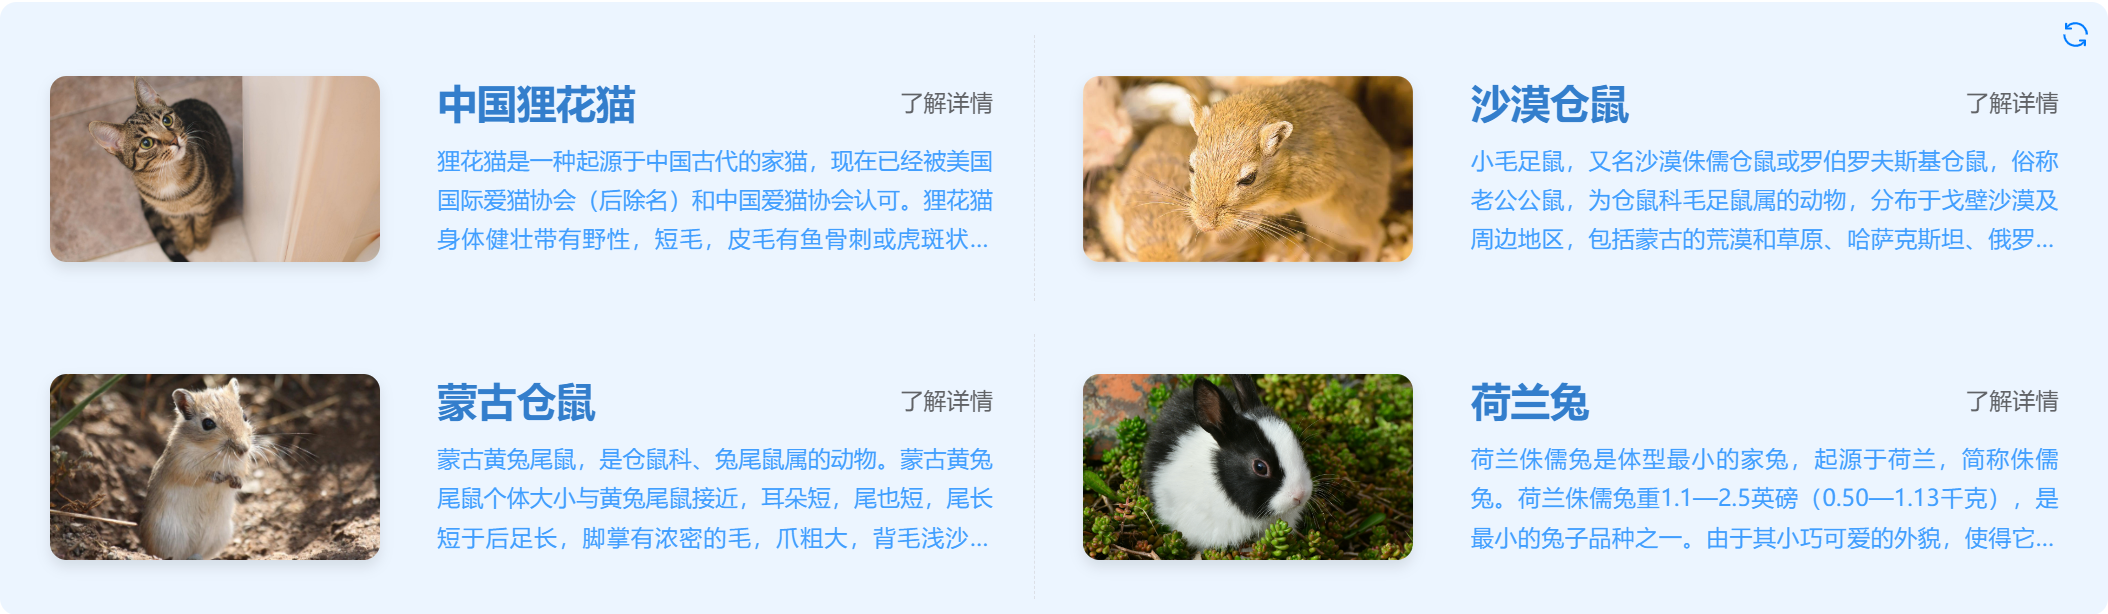 中国狸花猫
了解详情
狸花猫是一种起源于中国古代的家猫，现在已经被美国
国际爱猫协会（后除名）和中国爱猫协会认可。狸花猫
身体健壮带有野性，短毛，皮毛有鱼骨刺或虎斑状...
沙漠仓鼠
了解详情
小毛足鼠，又名沙漠侏儒仓鼠或罗伯罗夫斯基仓鼠，俗称
老公公鼠，为仓鼠科毛足鼠属的动物，分布于戈壁沙漠及
周边地区，包括蒙古的荒漠和草原、哈萨克斯坦、俄罗...
蒙古仓鼠
了解详情
蒙古黄兔尾鼠，是仓鼠科、兔尾鼠属的动物。蒙古黄兔
尾鼠个体大小与黄兔尾鼠接近，耳朵短，尾也短，尾长
短于后足长，脚掌有浓密的毛，爪粗大，背毛浅沙...
荷兰兔
了解详情
荷兰侏儒兔是体型最小的家兔，起源于荷兰，简称侏儒
兔。荷兰侏儒兔重1.1—2.5英磅（0.50—1.13千克），是
最小的兔子品种之一。由于其小巧可爱的外貌，使得它...